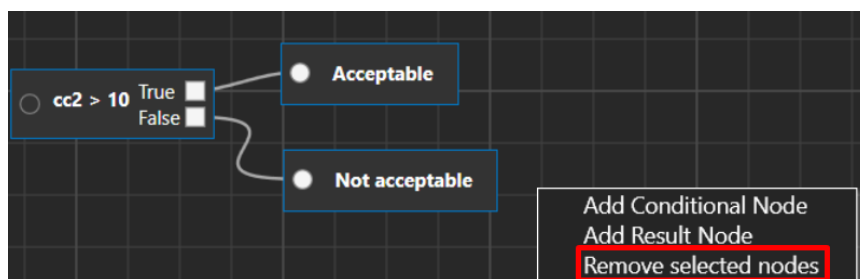 cc2 > 10
True
False
Acceptable
Not acceptable
Add Conditional Node
Add Result Node
Remove selected nodes